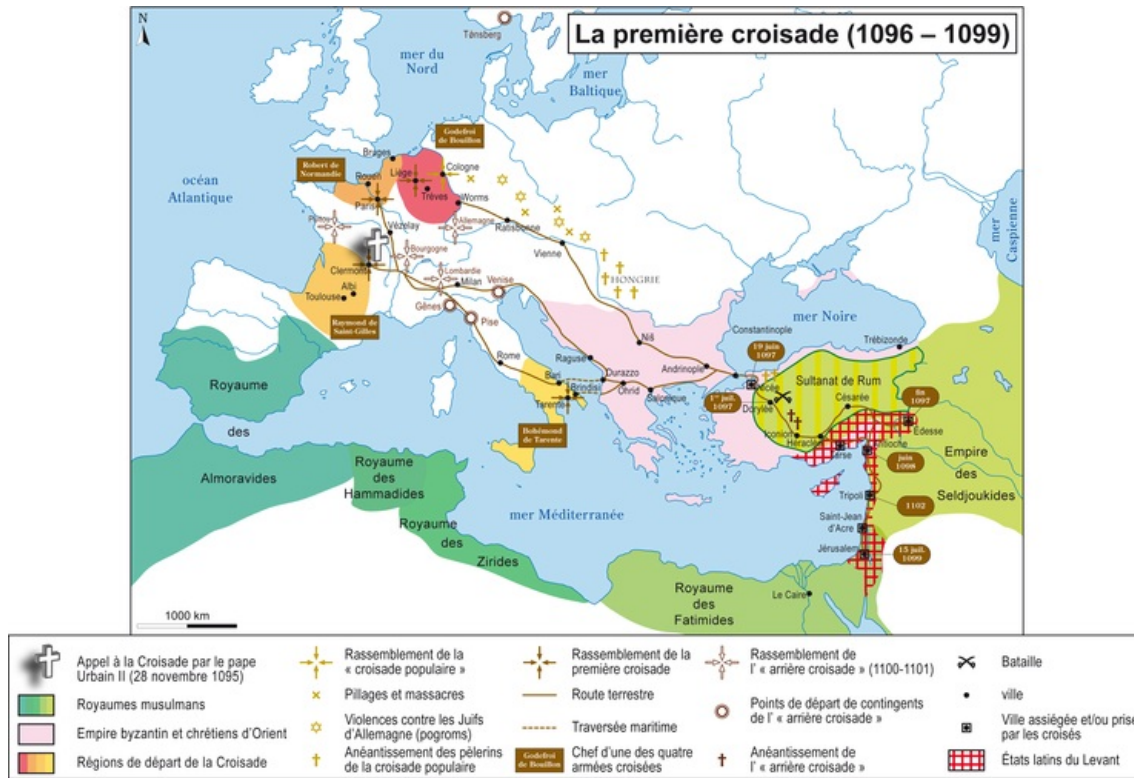 N
La première croisade (1096 – 1099)
Tønsberg
mer du
Nord
mer
Baltique
océan
Atlantique
mer
Caspienne
mer Noire
mer Méditerranée
Godefroi
de Bouillon
Robert de
Normandie
Bruges
Rouen
Liège
Cologne
Trèves
Paris
Worms
Poitou
Vézelay
Allemagne
Ratisbonne
Bourgogne
Vienne
Clermont
Lombardie
Milan
Venise
HONGRIE
Albi
Toulouse
Gênes
Pise
Raymond de
Saint-Gilles
Rome
Raguse
Niš
Constantinople
Trébizonde
19 juin
1097
Andrinople
Bari
Durazzo
Brindisi
Ohrid
Tarente
Bohémond
de Tarente
Nicée
1er juil.
1097
Dorylée
Sultanat de Rum
Césarée
fin
1097
Iconion
Édesse
Antioche
juin
1098
Tripoli
1102
Saint-Jean
d'Acre
Jérusalem
15 juil.
1099
Empire
des
Seldjoukides
Royaume
des
Almoravides
Royaume
des
Hammadides
Royaume
des
Zirides
Royaume
des
Fatimides
Le Caire
1000 km
Appel à la Croisade par le pape
Urbain II (28 novembre 1095)
Royaumes musulmans
Empire byzantin et chrétiens d'Orient
Régions de départ de la Croisade
Rassemblement de la
« croisade populaire »
Pillages et massacres
Violences contre les Juifs
d'Allemagne (pogroms)
Anéantissement des pèlerins
de la croisade populaire
Rassemblement de la
première croisade
Route terrestre
Traversée maritime
Godefroi
de Bouillon
Chef d'une des quatre
armées croisées
Rassemblement de
l' « arrière croisade » (1100-1101)
Points de départ de contingents
de l' « arrière croisade »
Anéantissement de
l' « arrière croisade »
Bataille
ville
Ville assiégée et/ou prise
par les croisés
États latins du Levant